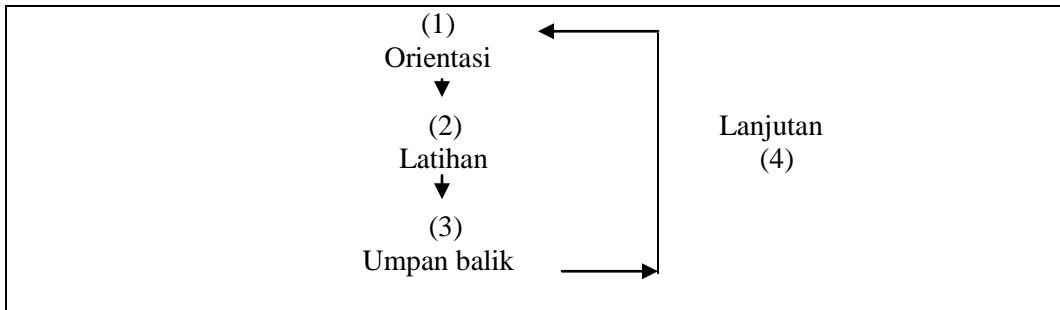 (1)
Orientasi
(2)
Latihan
(3)
Umpan balik
Lanjutan
(4)